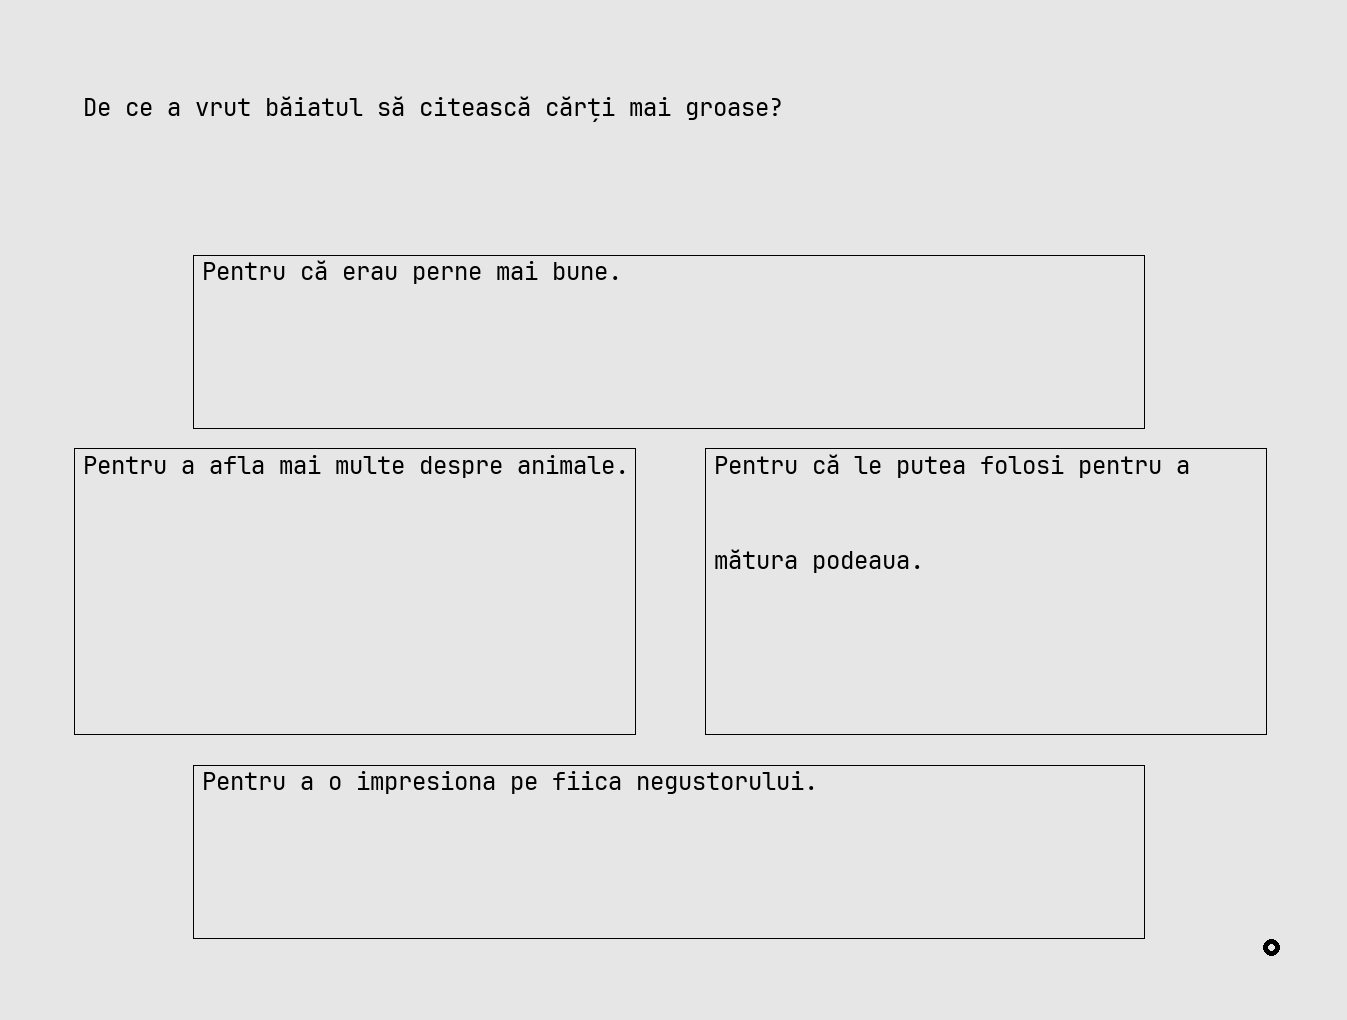 De ce a vrut băiatul să citească cărți mai groase?
Pentru că erau perne mai bune.
Pentru a afla mai multe despre animale.
Pentru că le putea folosi pentru a
mătura podeaua.
Pentru a o impresiona pe fiica negustorului.